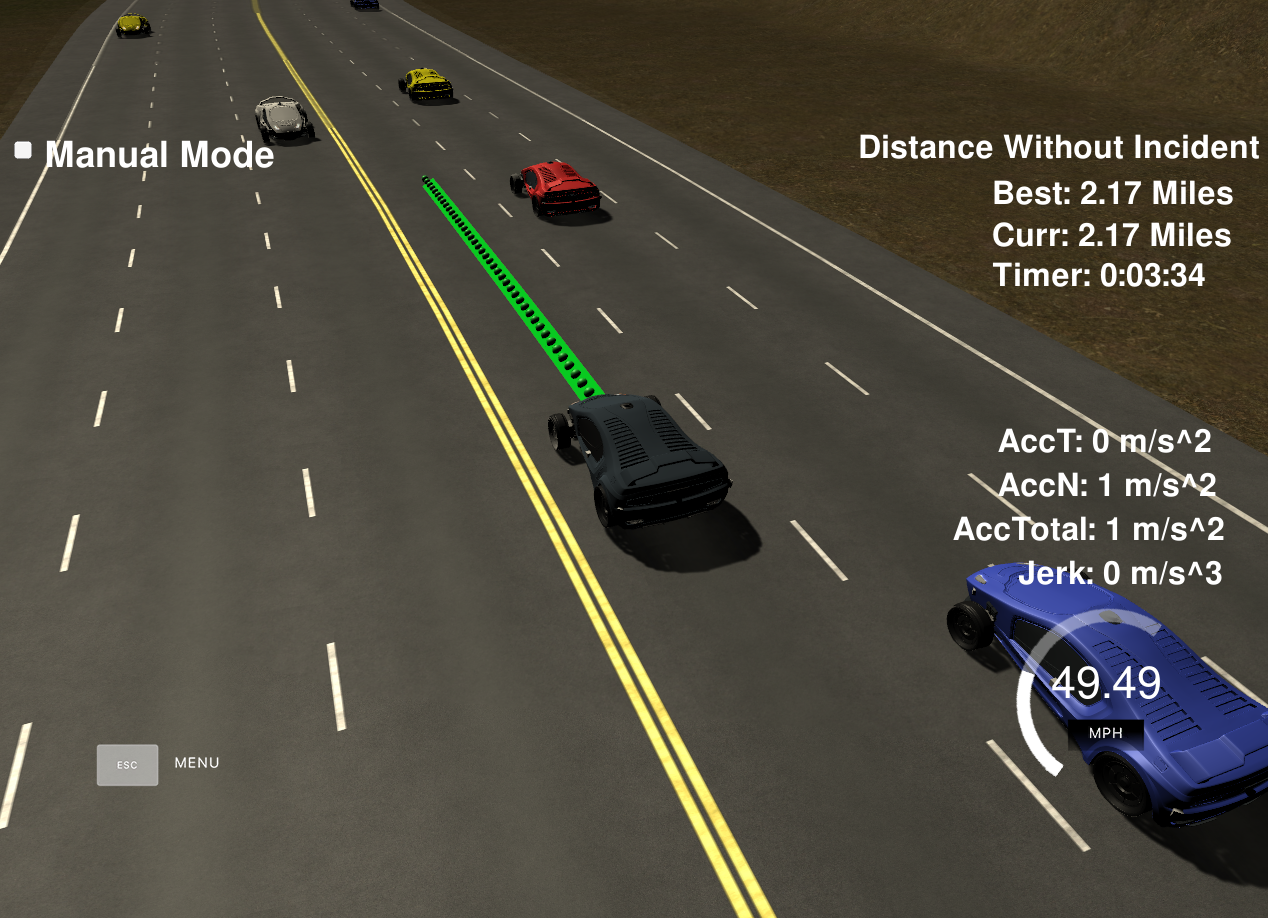 Manual Mode
Distance Without Incident
Best: 2.17 Miles
Curr: 2.17 Miles
Timer: 0:03:34
AccT: 0 m/s^2
AccN: 1 m/s^2
AccTotal: 1 m/s^2
Jerk: 0 m/s^3
49.49
MPH
ESC MENU